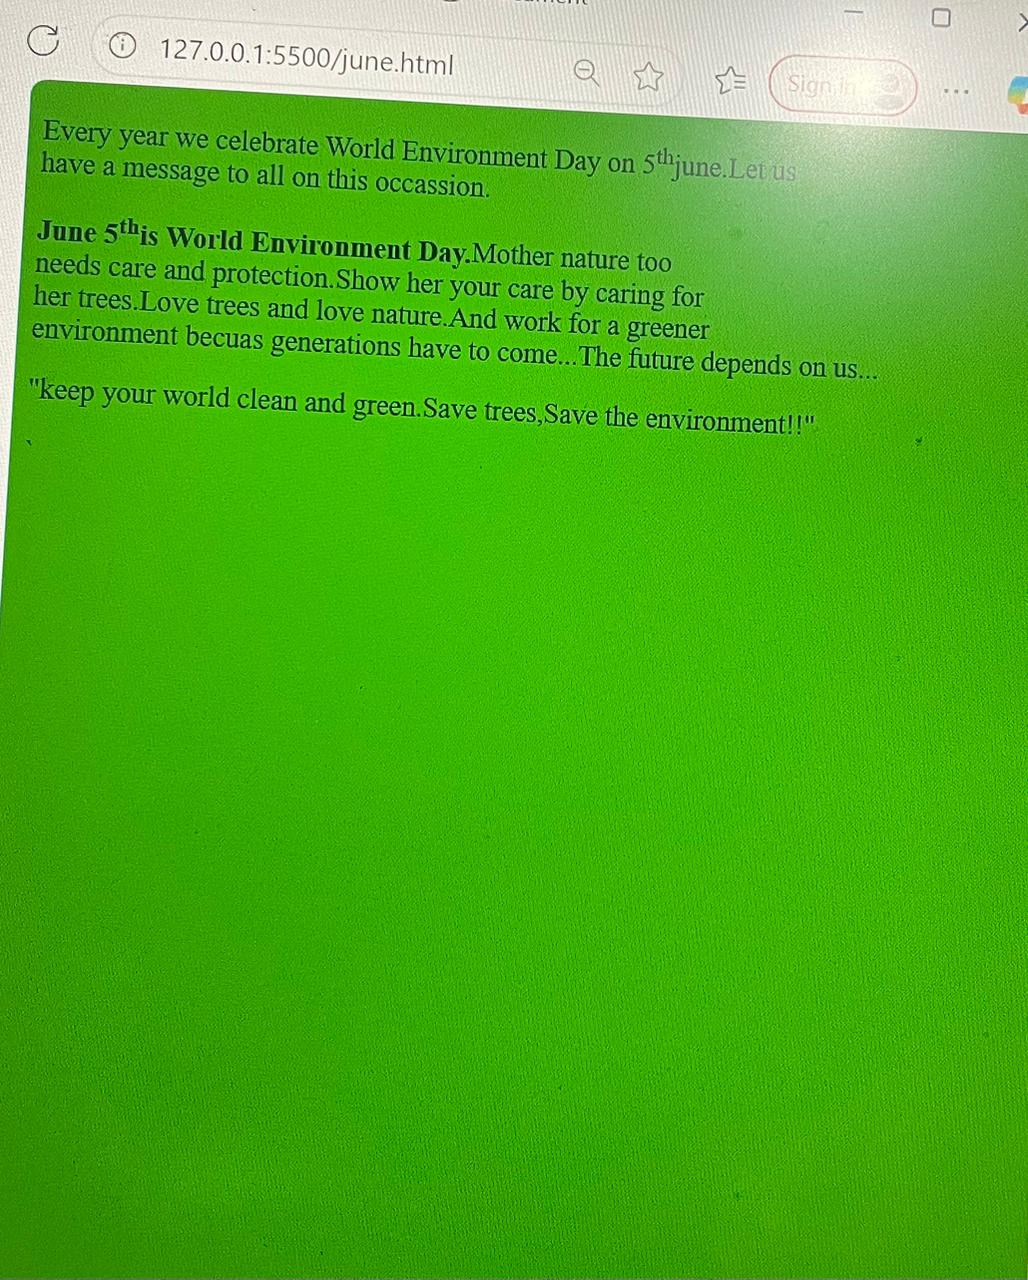 127.0.0.1:5500/june.html
Sign in
Every year we celebrate World Environment Day on 5thjune.Let us
have a message to all on this occassion.
June 5this World Environment Day.Mother nature too
needs care and protection.Show her your care by caring for
her trees.Love trees and love nature.And work for a greener
environment becuas generations have to come...The future depends on us...
"keep your world clean and green.Save trees,Save the environment!!"